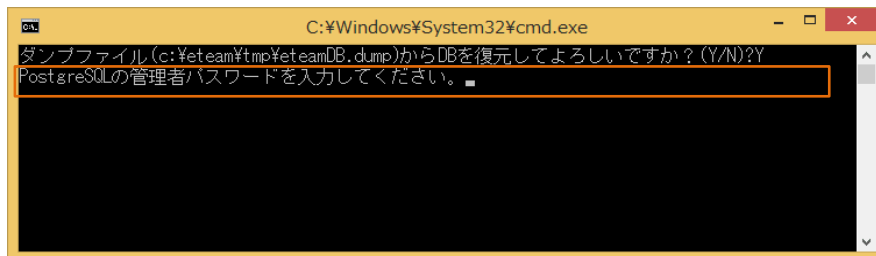 C:¥Windows¥System32¥cmd.exe
ダンプファイル(c:¥eteam¥tmp¥eteamDB.dump)からDBを復元してよろしいですか？(Y/N)?Y
PostgreSQLの管理者パスワードを入力してください。